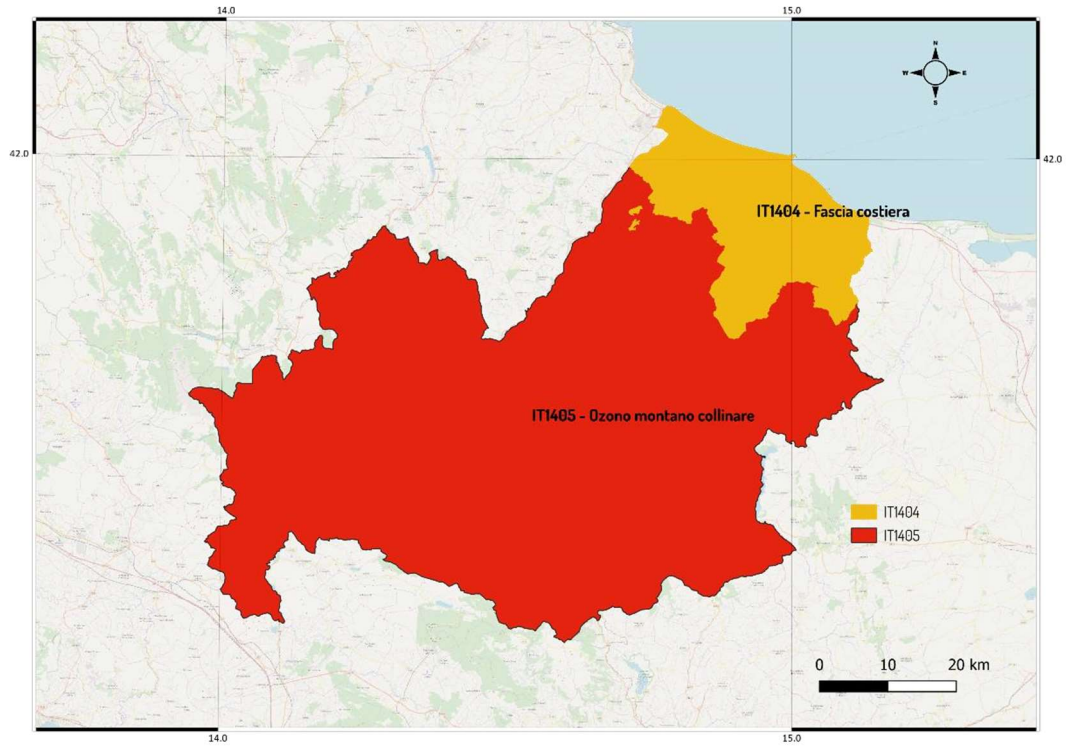 14.0
15.0
N
W
E
S
42.0
42.0
IT1404 - Fascia costiera
IT1405 - Ozono montano collinare
IT1404
IT1405
0
10
20 km
14.0
15.0